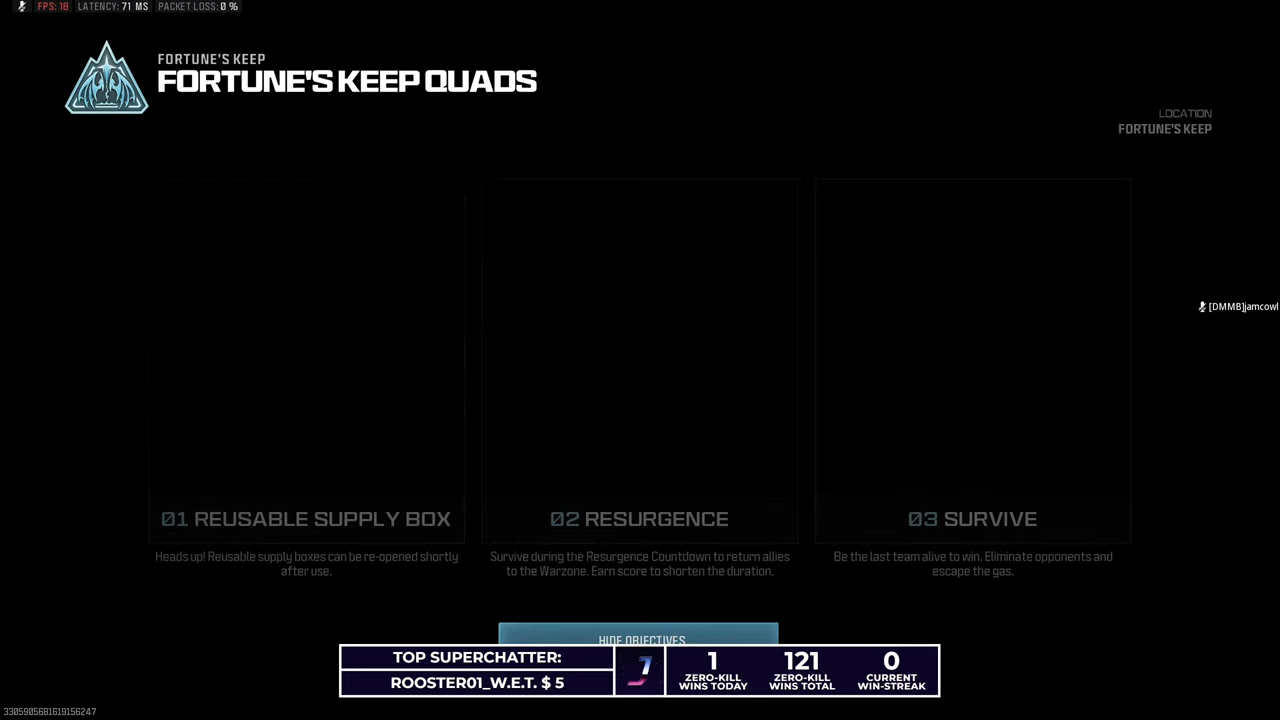 FPS: 18 LATENCY: 71 MS PACKET LOSS: 0 %
FORTUNE'S KEEP
FORTUNE'S KEEP QUADS
LOCATION
FORTUNE'S KEEP
[DMMB]jamcowl
01 REUSABLE SUPPLY BOX
Heads up! Reusable supply boxes can be re-opened shortly
after use.
02 RESURGENCE
Survive during the Resurgence Countdown to return allies
to the Warzone. Earn score to shorten the duration.
03 SURVIVE
Be the last team alive to win. Eliminate opponents and
escape the gas.
HIDE OBJECTIVES
TOP SUPERCHATTER:
ROOSTER01_W.E.T. $ 5
J
1
ZERO-KILL
WINS TODAY
121
ZERO-KILL
WINS TOTAL
0
CURRENT
WIN-STREAK
3305905681619156247